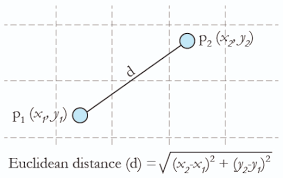 p₂ (x₂,y₂)
d
p₁ (x₁,y₁)
Euclidean distance (d) = √(x₂-x₁)² + (y₂-y₁)²